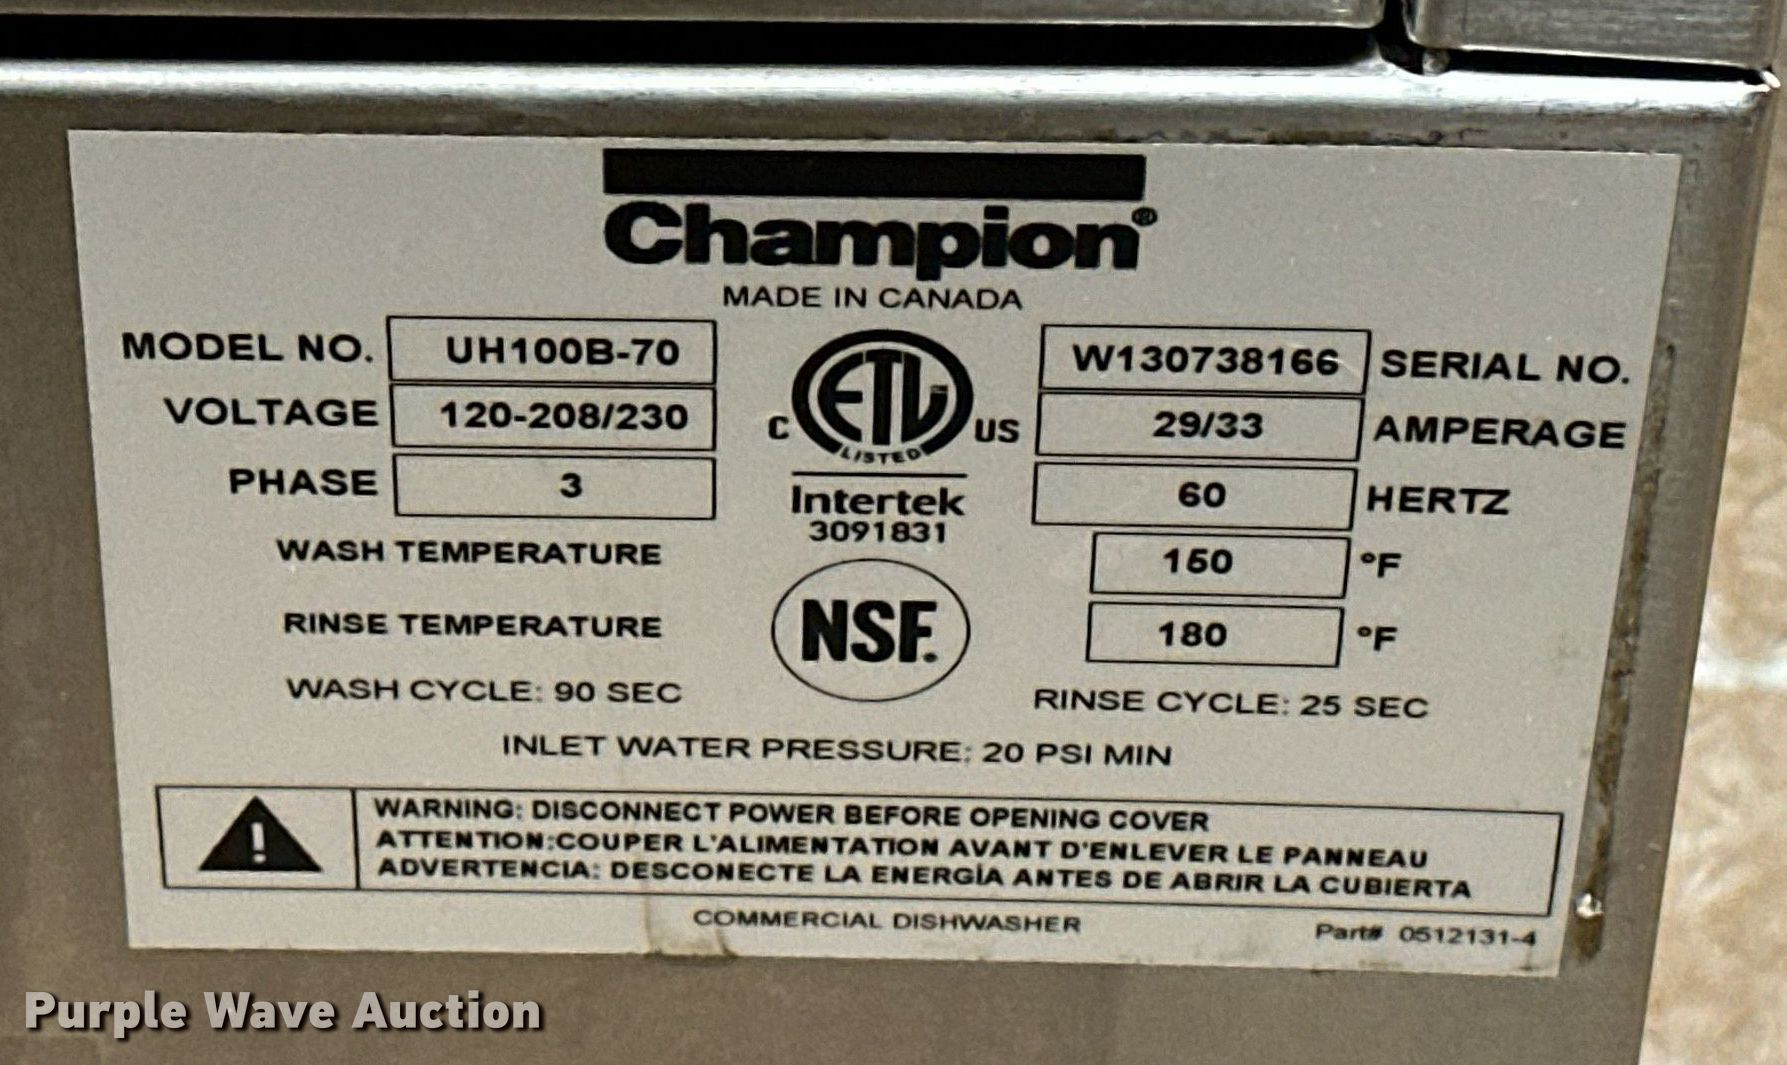 Champion®
MADE IN CANADA
MODEL NO. UH100B-70
W130738166 SERIAL NO.
VOLTAGE 120-208/230
29/33 AMPERAGE
PHASE 3
60 HERTZ
C ETL LISTED US
Intertek
3091831
WASH TEMPERATURE 150 °F
RINSE TEMPERATURE 180 °F
NSF.
WASH CYCLE: 90 SEC
RINSE CYCLE: 25 SEC
INLET WATER PRESSURE: 20 PSI MIN
! WARNING: DISCONNECT POWER BEFORE OPENING COVER
ATTENTION:COUPER L'ALIMENTATION AVANT D'ENLEVER LE PANNEAU
ADVERTENCIA: DESCONECTE LA ENERGÍA ANTES DE ABRIR LA CUBIERTA
COMMERCIAL DISHWASHER
Part# 0512131-4
Purple Wave Auction